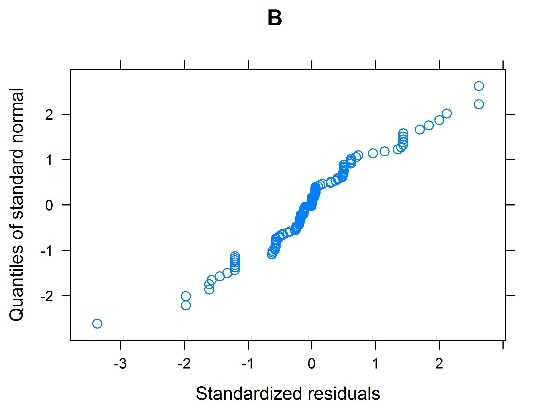 B
Quantiles of standard normal
2
1
0
-1
-2
-3 -2 -1 0 1 2
Standardized residuals